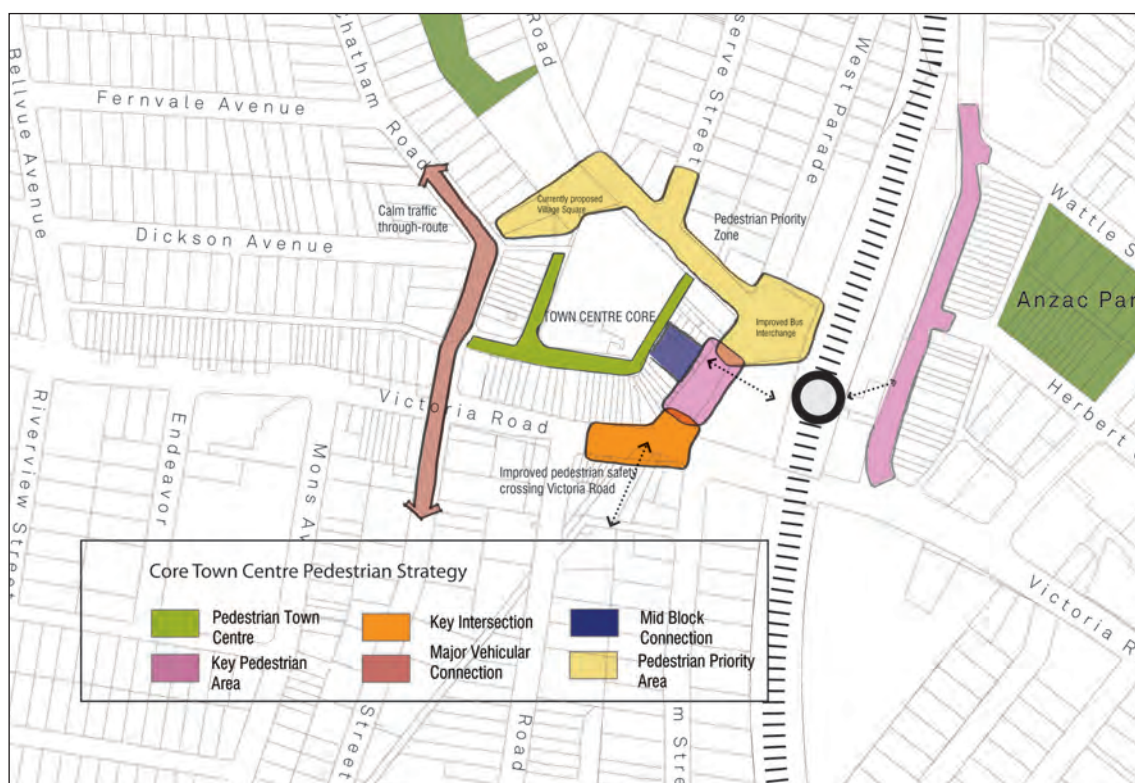 Bellvue Avenue
Fernvale Avenue
Chatham Road
Road
Reserve Street
West Parade
Calm traffic
through-route
Currently proposed
Village Square
Pedestrian Priority
Zone
Dickson Avenue
Wattle S
TOWN CENTRE CORE
Improved Bus
Interchange
Anzac Par
Herbert
Victoria Road
Riverview Street
Endeavor
Mons Av
Street
Improved pedestrian safety
crossing Victoria Road
Victoria R
Core Town Centre Pedestrian Strategy
Pedestrian Town
Centre
Key Intersection
Mid Block
Connection
Key Pedestrian
Area
Major Vehicular
Connection
Pedestrian Priority
Area
Road
m Stre